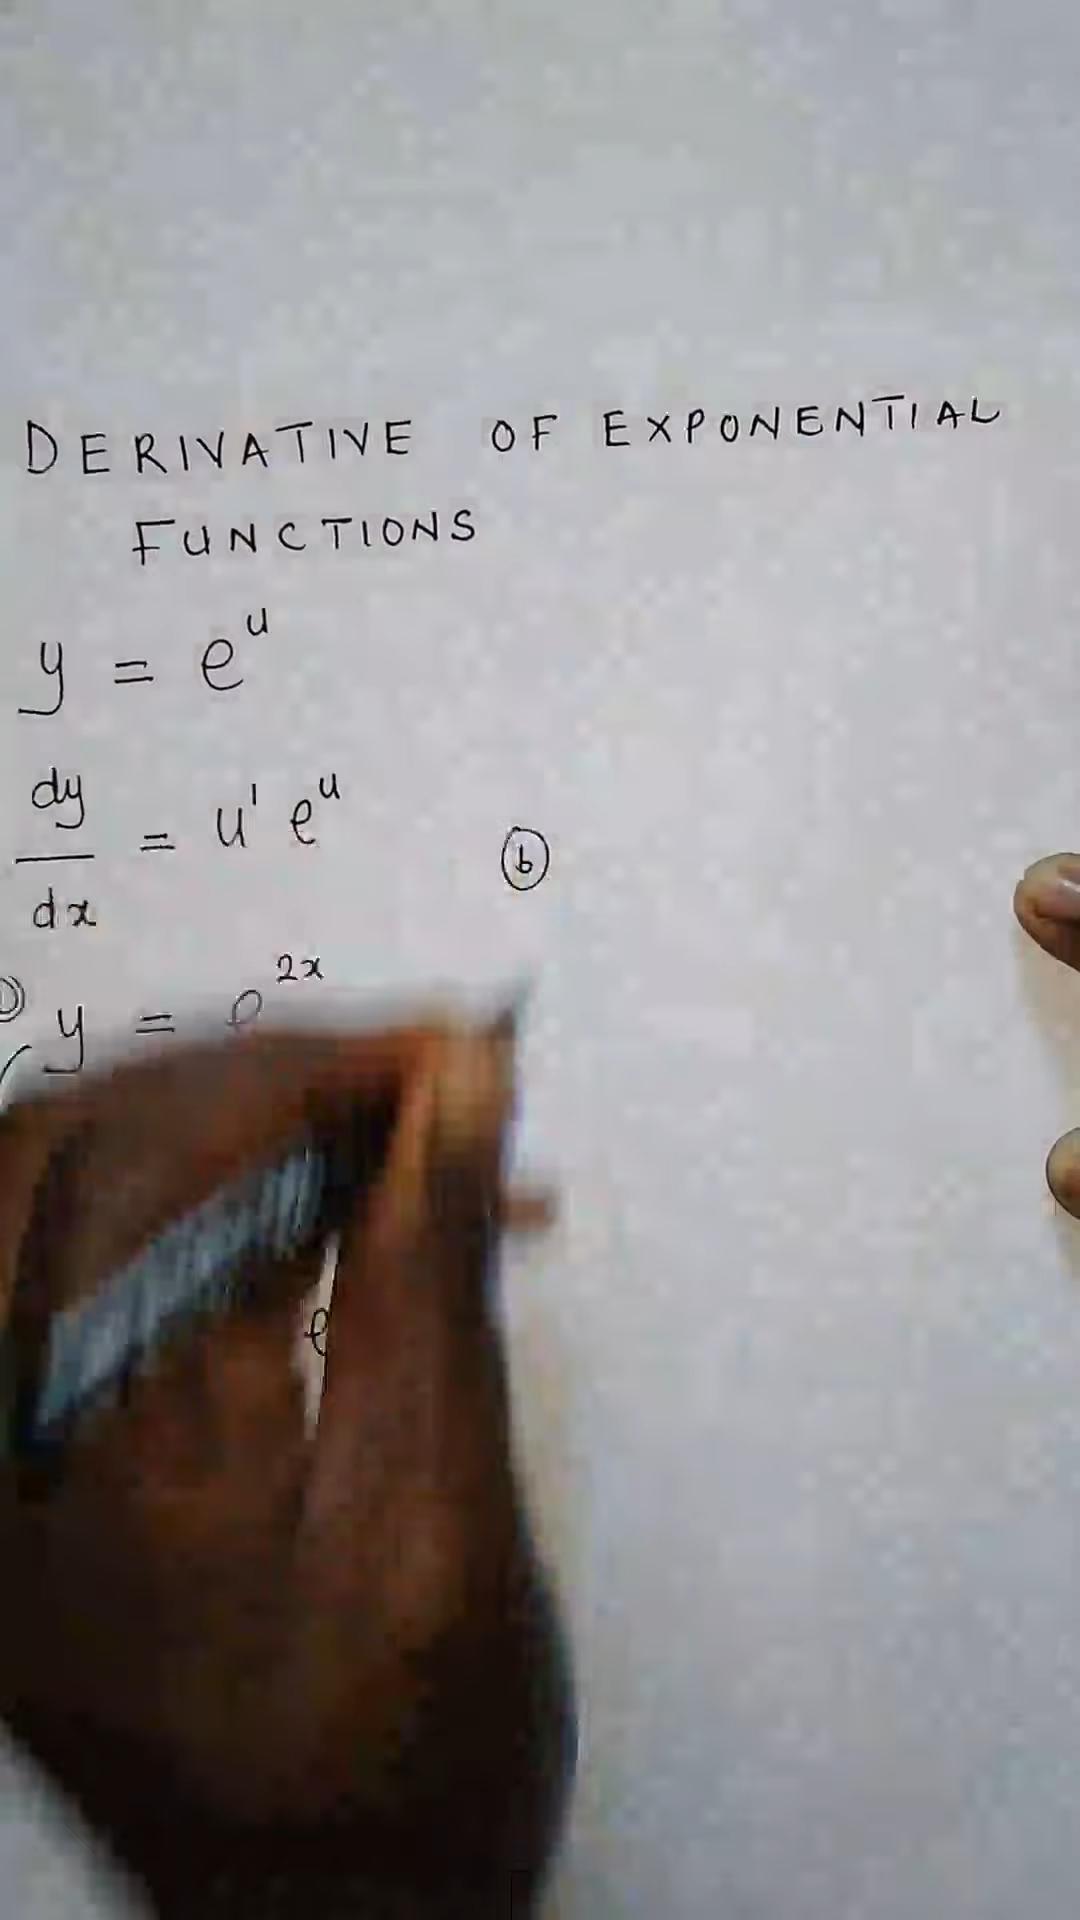 DERIVATIVE OF EXPONENTIAL
FUNCTIONS
y = e^u
dy/dx = u' e^u
y = e^2x
e
(b)